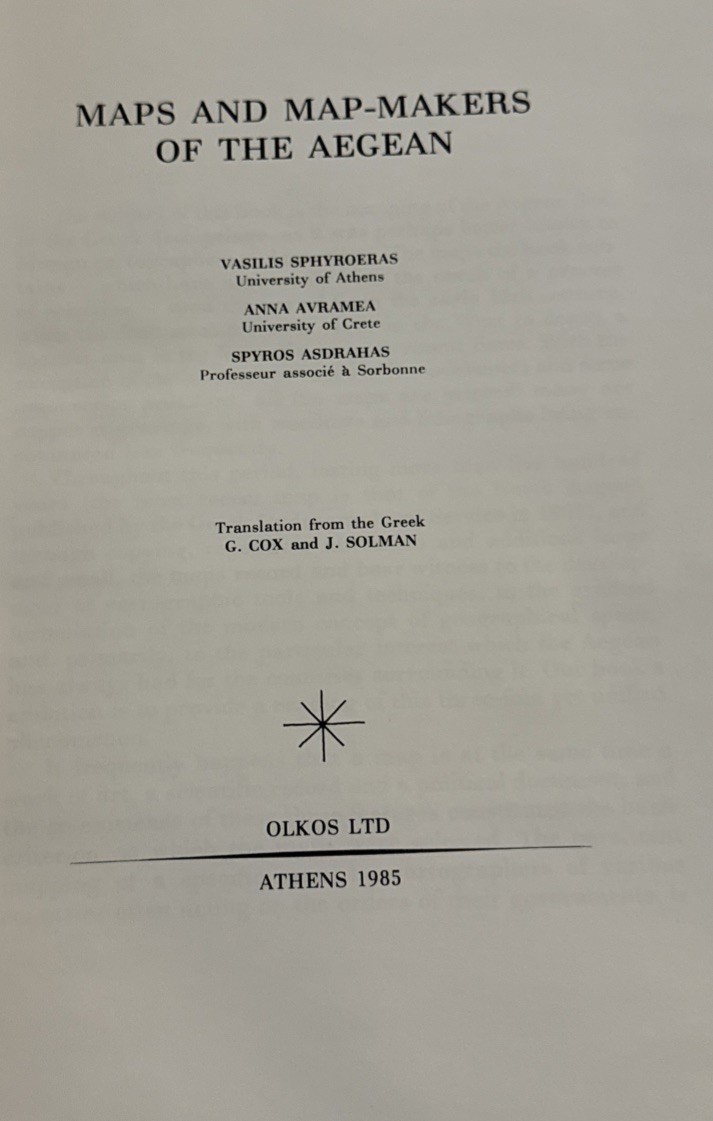 MAPS AND MAP-MAKERS
OF THE AEGEAN
VASILIS SPHYROERAS
University of Athens
ANNA AVRAMEA
University of Crete
SPYROS ASDRAHAS
Professeur associé à Sorbonne
Translation from the Greek
G. COX and J. SOLMAN
OLKOS LTD
ATHENS 1985